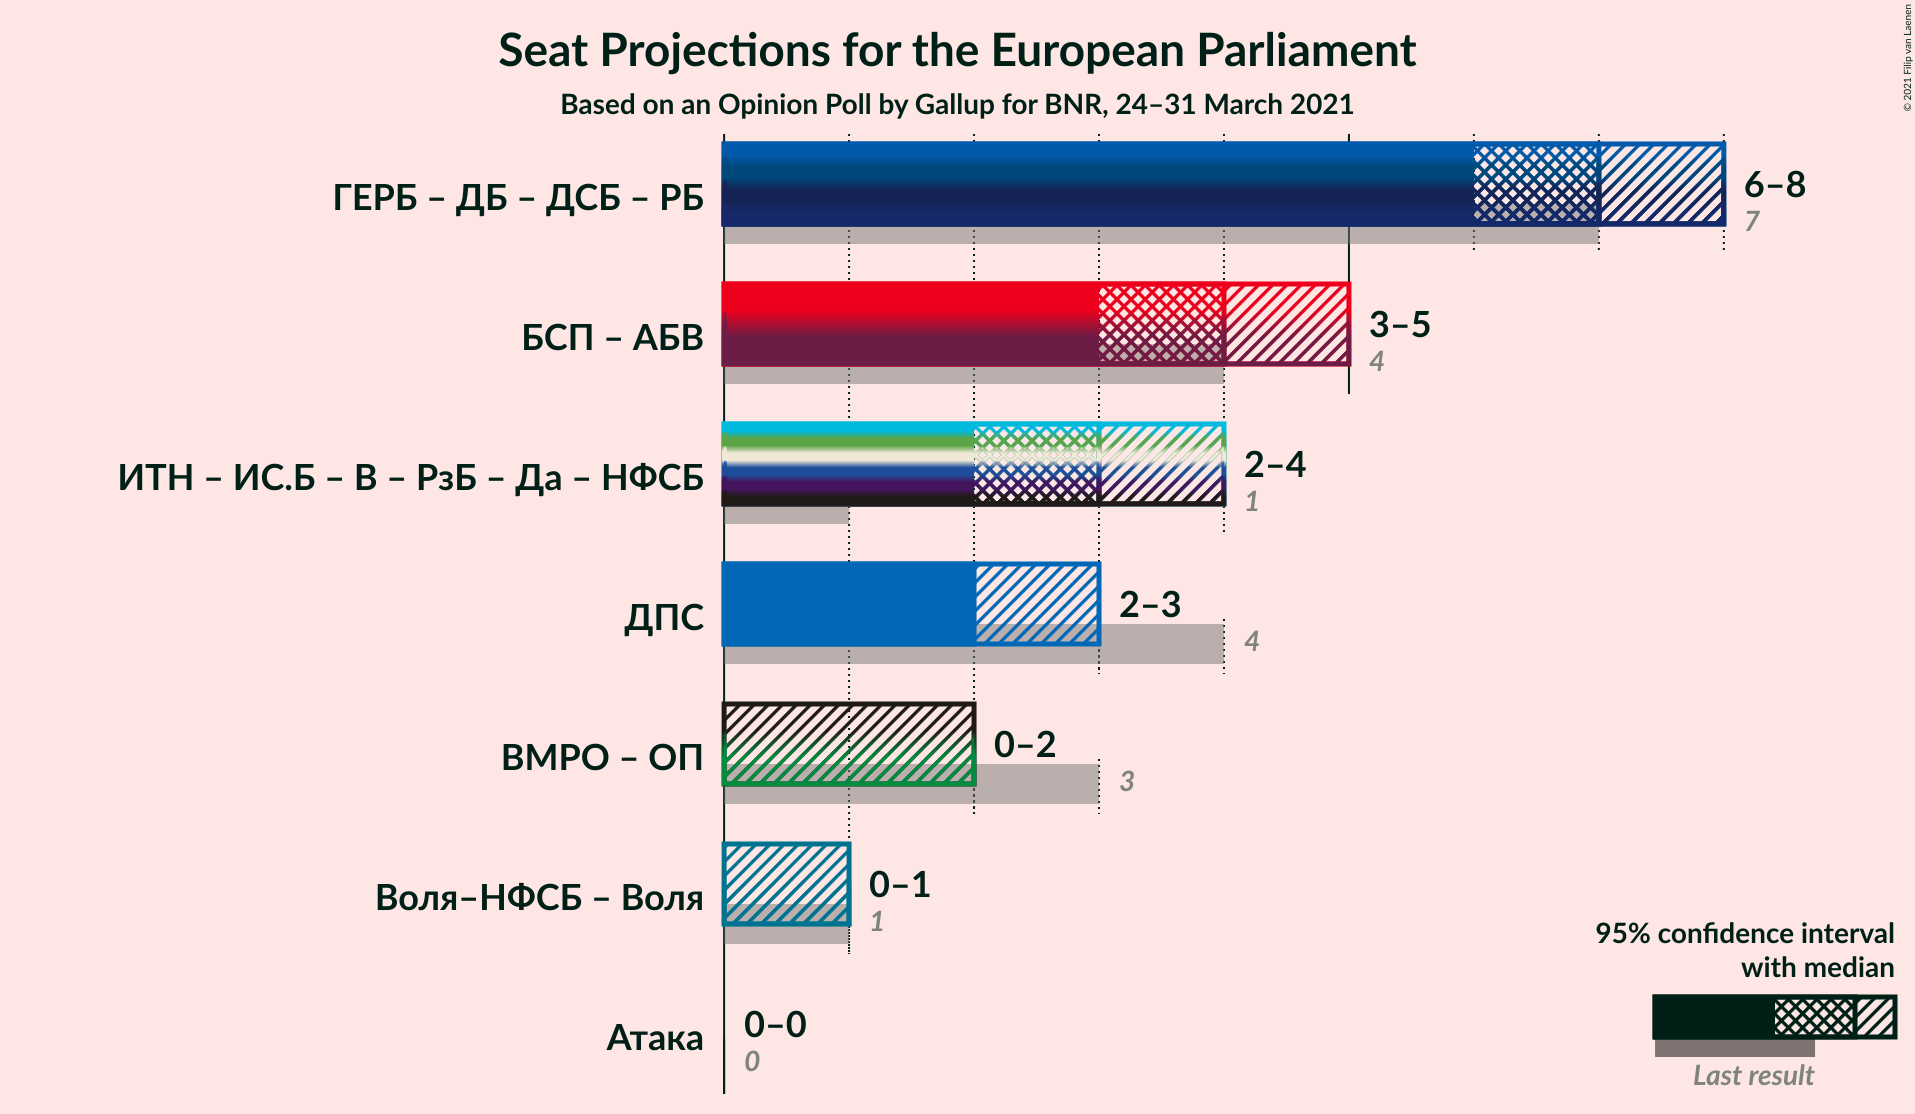 Seat Projections for the European Parliament
Based on an Opinion Poll by Gallup for BNR, 24–31 March 2021
© 2021 Filip van Laenen
ГЕРБ – ДБ – ДСБ – РБ
6–8
7
БСП – АБВ
3–5
4
ИТН – ИС.Б – В – РзБ – Да – НФСБ
2–4
1
ДПС
2–3
4
ВМРО – ОП
0–2
3
Воля–НФСБ – Воля
0–1
1
Атака
0–0
0
95% confidence interval
with median
Last result